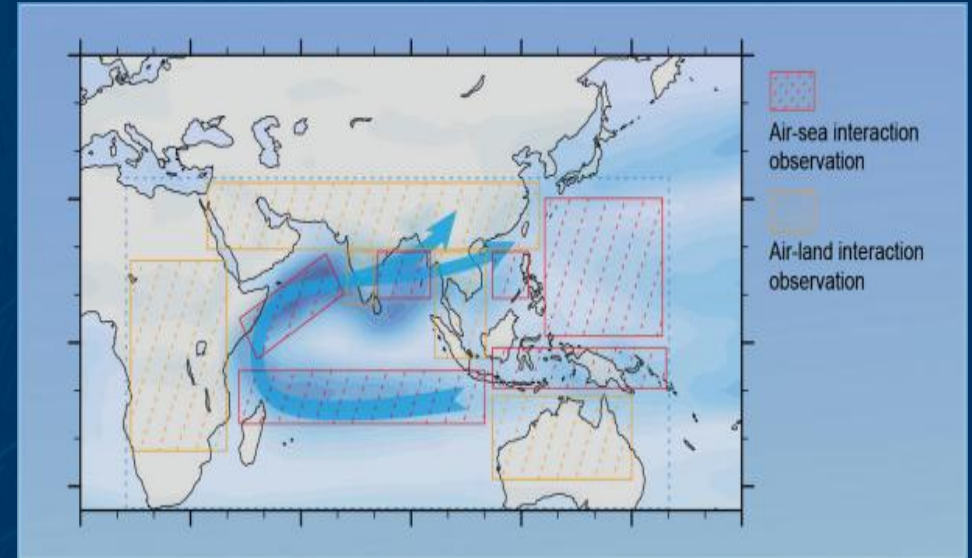 Air-sea interaction
observation
Air-land interaction
observation